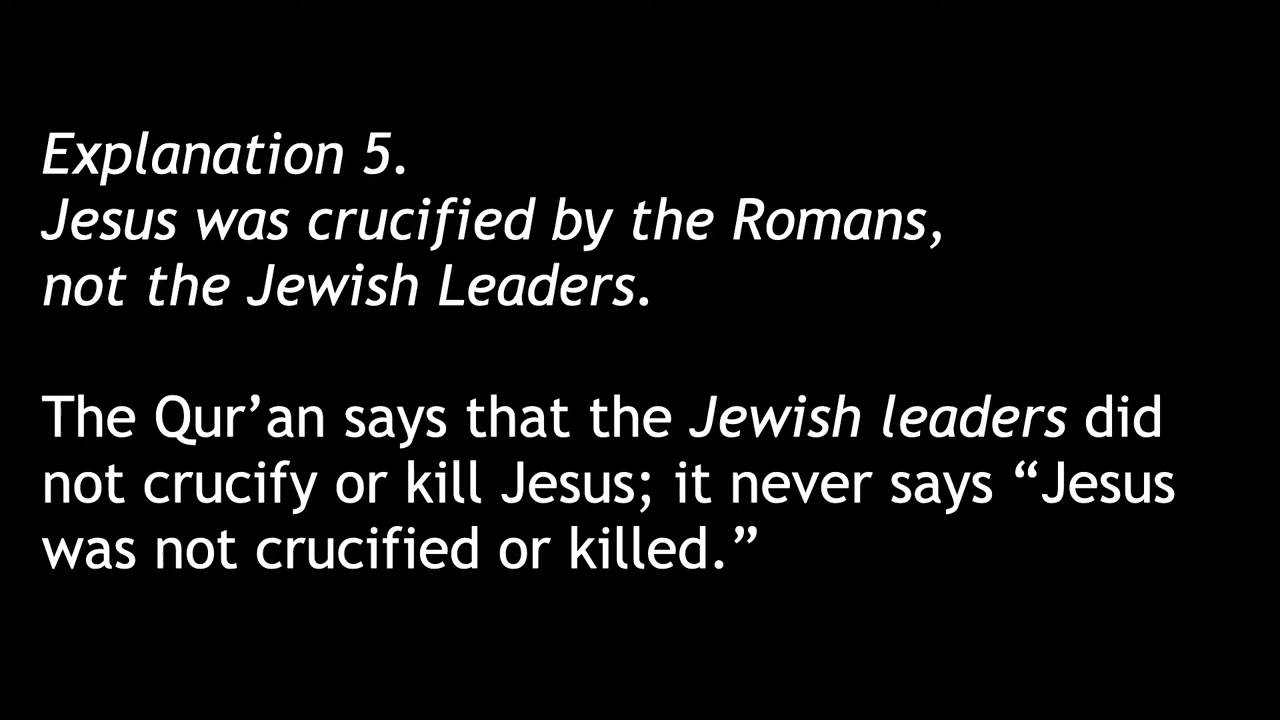 Explanation 5.
Jesus was crucified by the Romans,
not the Jewish Leaders.
The Qur’an says that the Jewish leaders did
not crucify or kill Jesus; it never says “Jesus
was not crucified or killed.”